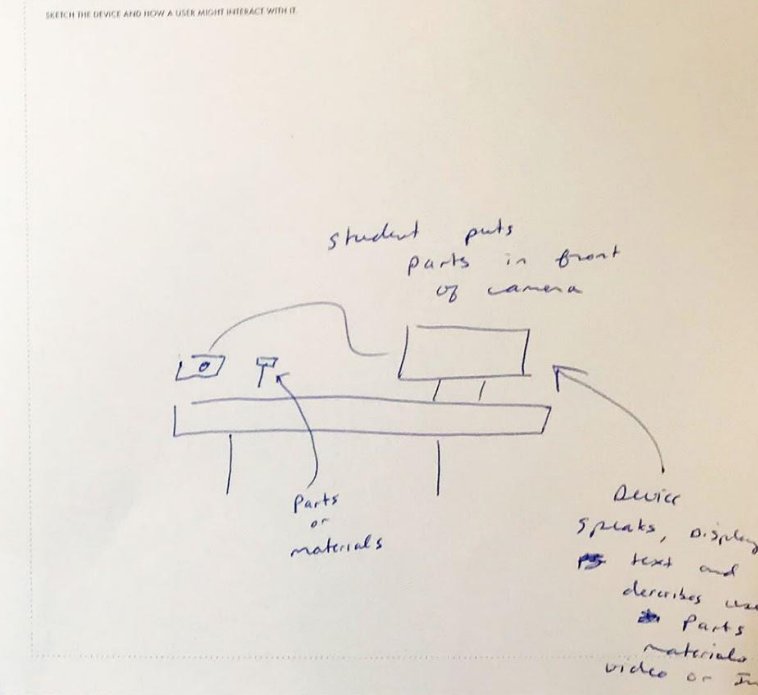 SKETCH THE DEVICE AND HOW A USER MIGHT INTERACT WITH IT.
student puts
parts in front
of camera
Parts
or
materials
Device
speaks, Display
text and
describes use
Parts
materials
video or